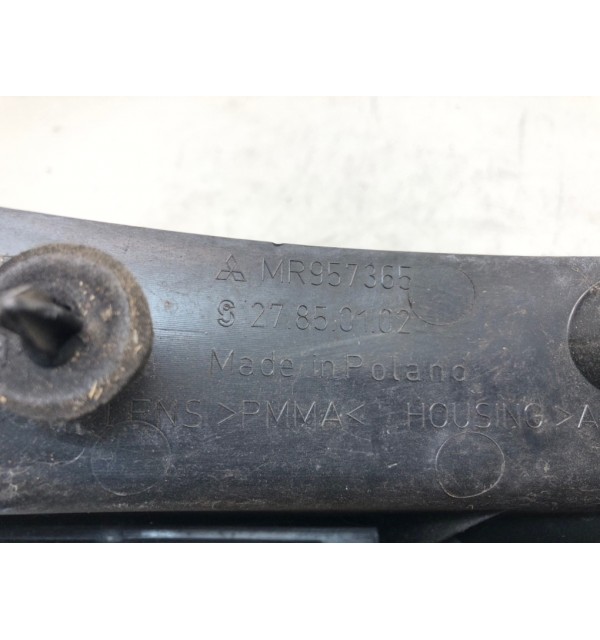 MR957365
27.85.01.02
Made in Poland
LENS >PMMA< HOUSING >A